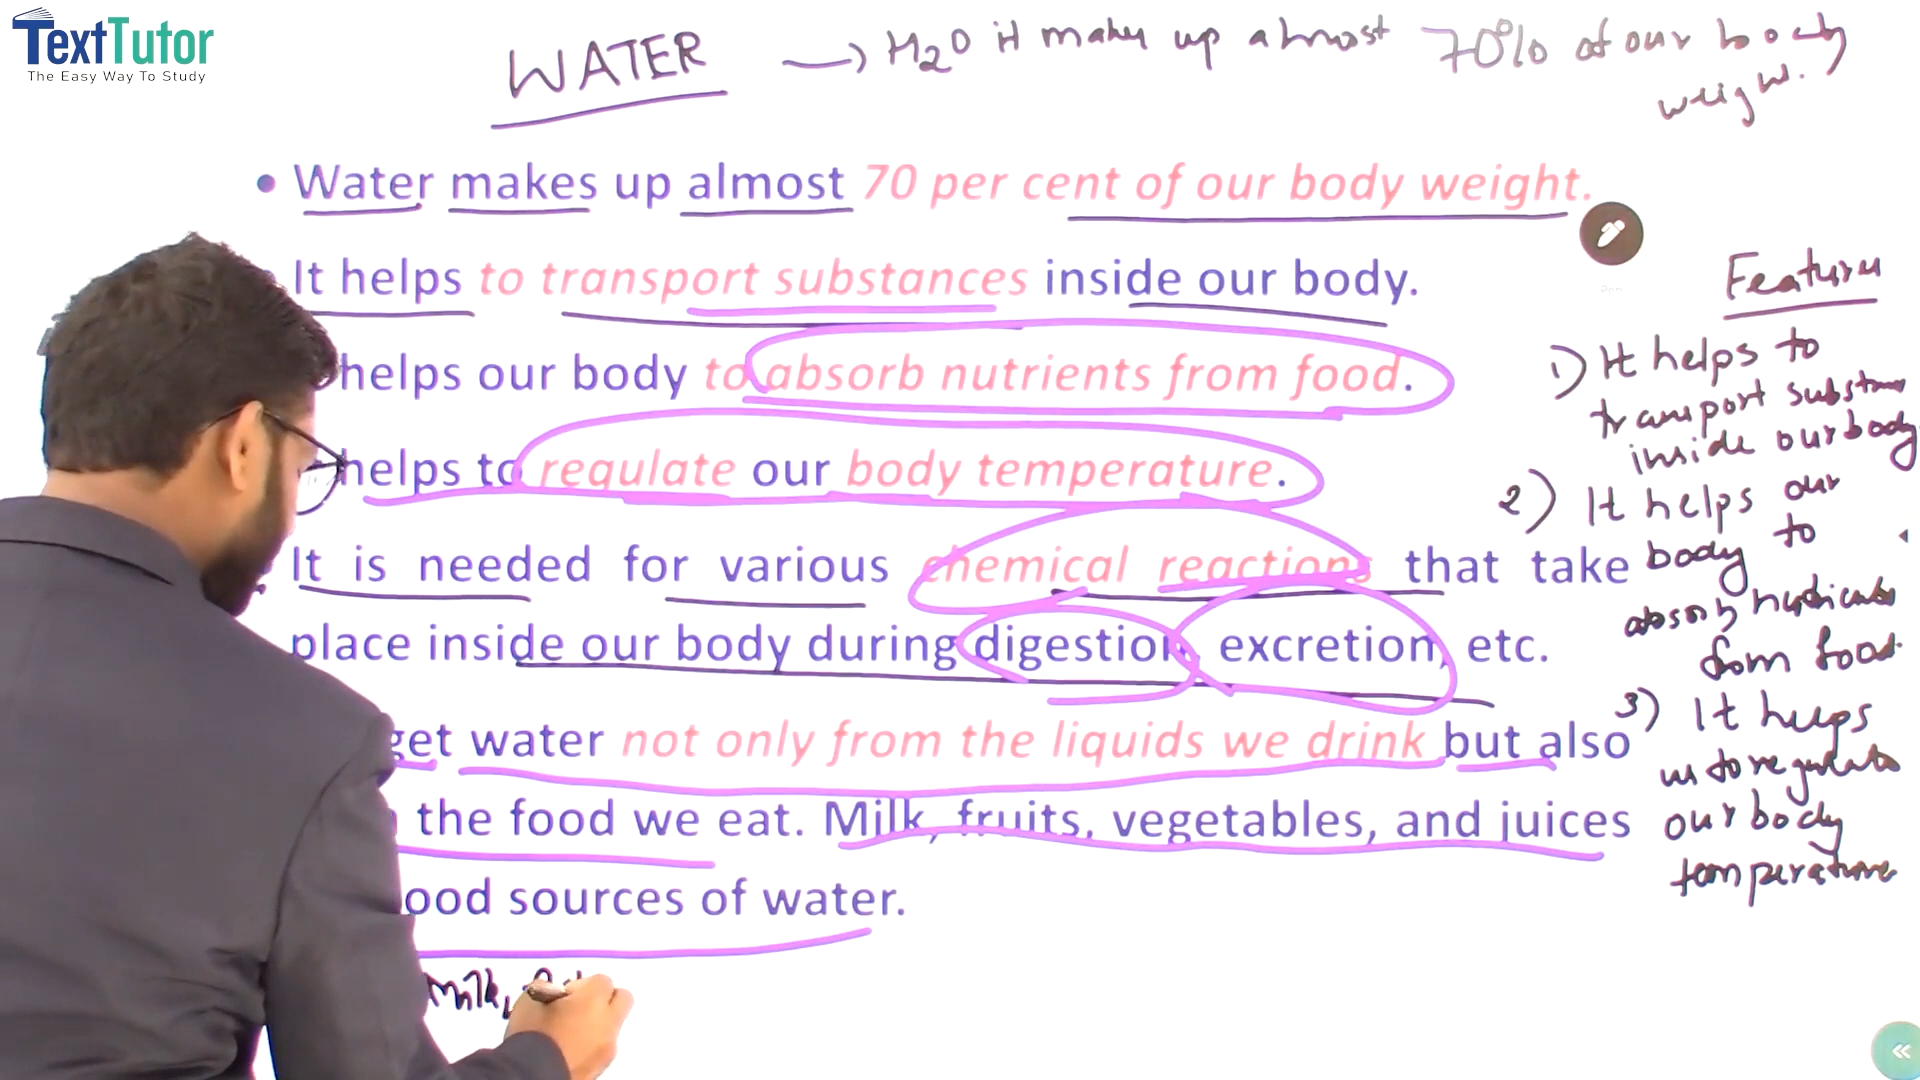 TextTutor
The Easy Way To Study
WATER → H2O it makes up almost 70% of our body
weight.
• Water makes up almost 70 per cent of our body weight.
It helps to transport substances inside our body.
helps our body to absorb nutrients from food.
helps to regulate our body temperature.
It is needed for various chemical reactions that take
place inside our body during digestion, excretion, etc.
get water not only from the liquids we drink but also
the food we eat. Milk, fruits, vegetables, and juices
ood sources of water.
Milk,
Features
1) It helps to
transport
inside our body
2) It helps our
body to
absorb nutrients
from food.
3) It helps
us to regulate
our body
temperature